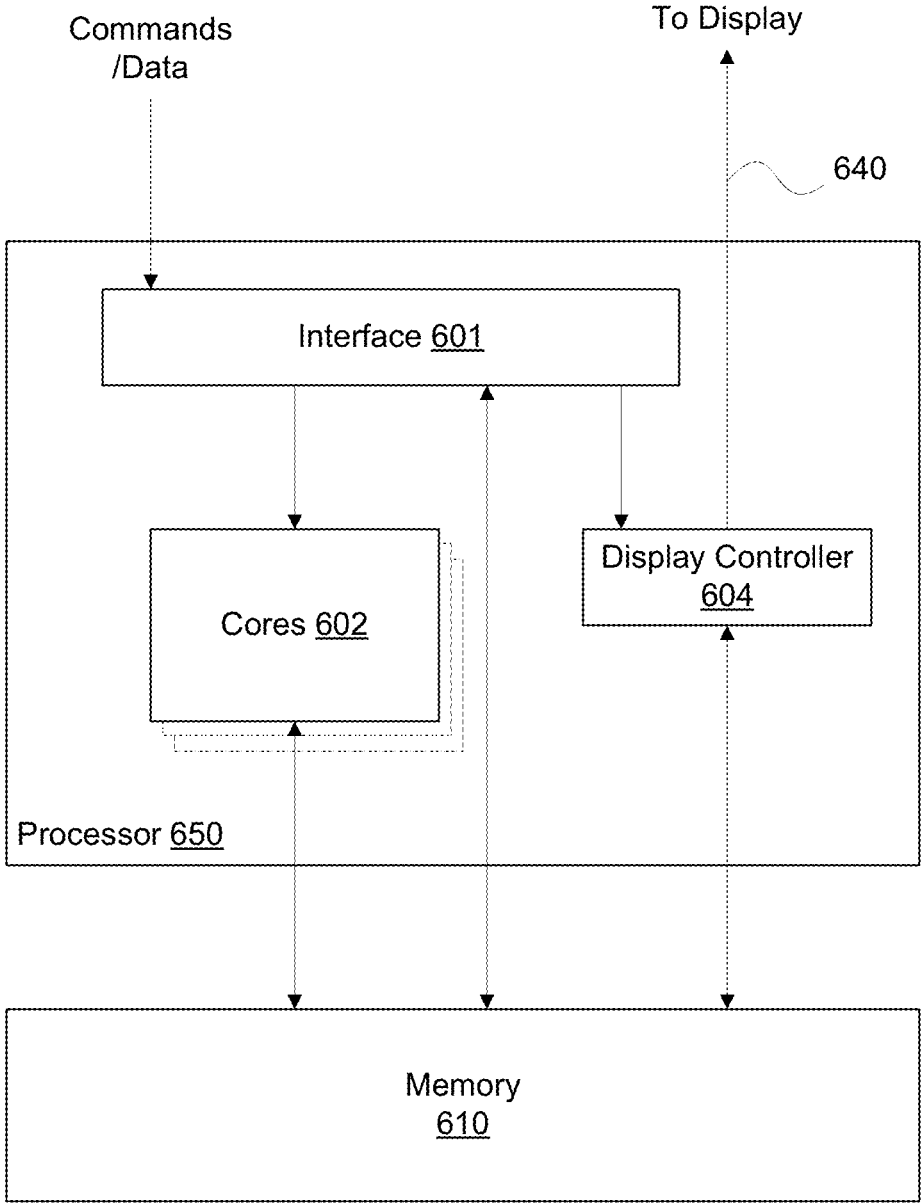 Commands
/Data
To Display
640
Interface 601
Display Controller
604
Cores 602
Processor 650
Memory
610